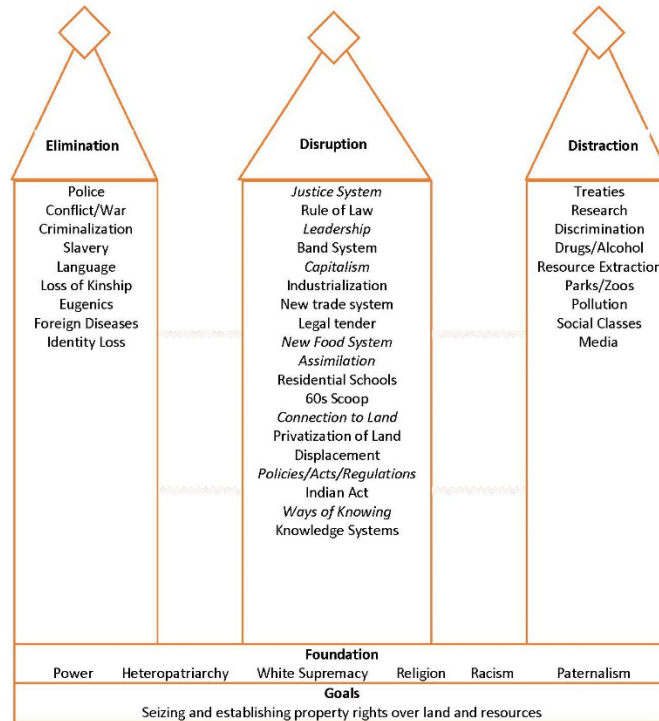 Elimination
Police
Conflict/War
Criminalization
Slavery
Language
Loss of Kinship
Eugenics
Foreign Diseases
Identity Loss
Disruption
Justice System
Rule of Law
Leadership
Band System
Capitalism
Industrialization
New trade system
Legal tender
New Food System
Assimilation
Residential Schools
60s Scoop
Connection to Land
Privatization of Land
Displacement
Policies/Acts/Regulations
Indian Act
Ways of Knowing
Knowledge Systems
Distraction
Treaties
Research
Discrimination
Drugs/Alcohol
Resource Extraction
Parks/Zoos
Pollution
Social Classes
Media
Foundation
Power Heteropatriarchy White Supremacy Religion Racism Paternalism
Goals
Seizing and establishing property rights over land and resources